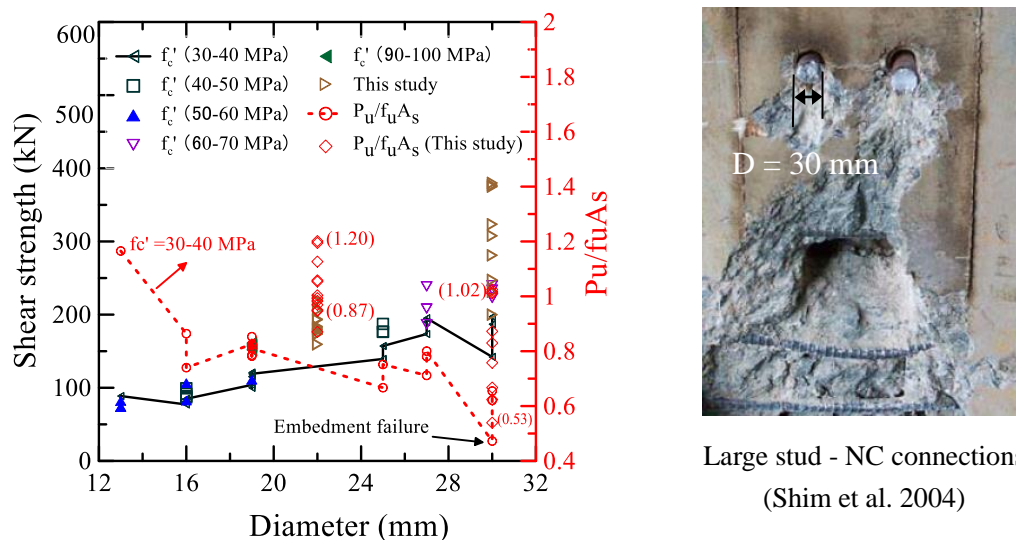 600
500
400
300
200
100
0
Shear strength (kN)
12 16 20 24 28 32
Diameter (mm)
2
1.8
1.6
1.4
1.2
1
0.8
0.6
0.4
Pu/fuAs
fc' (30-40 MPa)
fc' (40-50 MPa)
fc' (50-60 MPa)
fc' (60-70 MPa)
fc' (90-100 MPa)
This study
Pu/fuAs
Pu/fuAs (This study)
fc' =30-40 MPa
(1.20)
(0.87)
(1.02)
(0.53)
Embedment failure
D = 30 mm
Large stud - NC connection
(Shim et al. 2004)